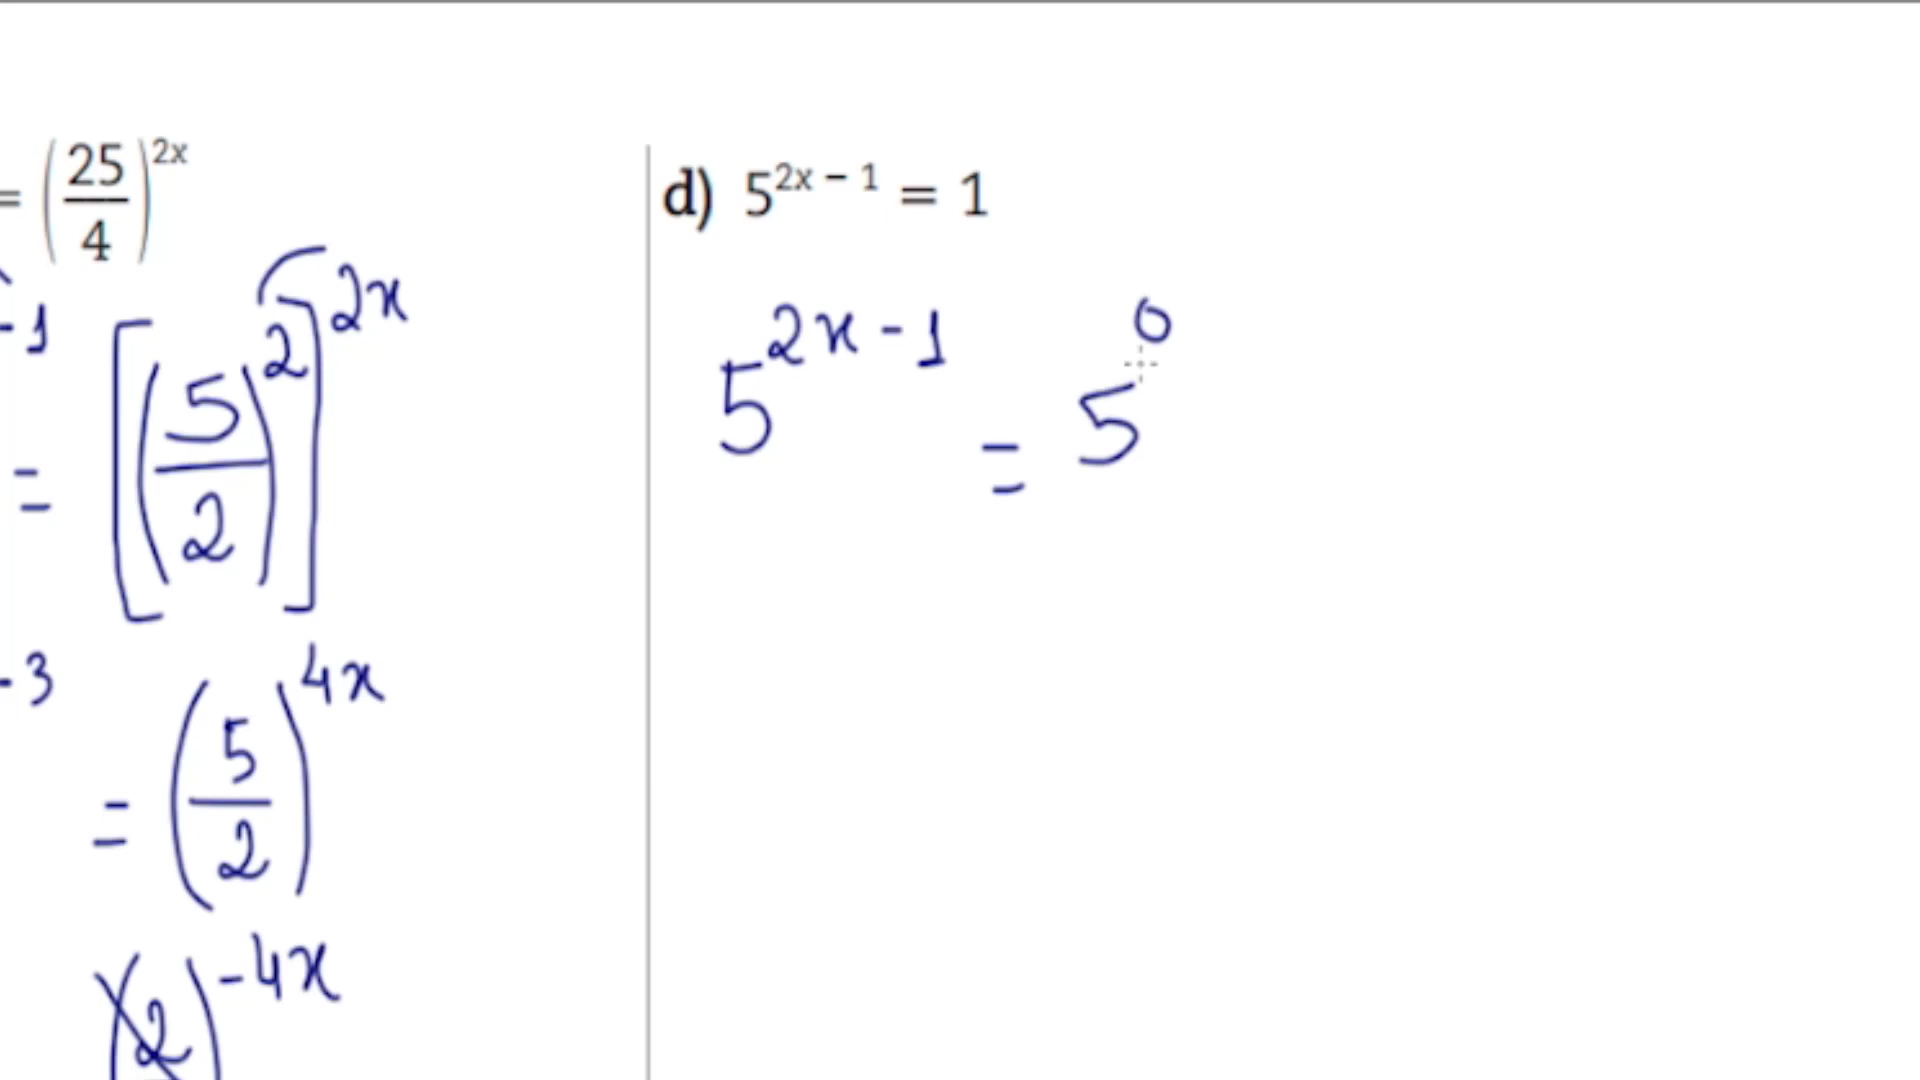 = (25/4)^2x
-1 = [(5/2)^2]^2x
-3 = (5/2)^4x
(2)^-4x
d) 5^2x – 1 = 1
5^2x-1 = 5^0